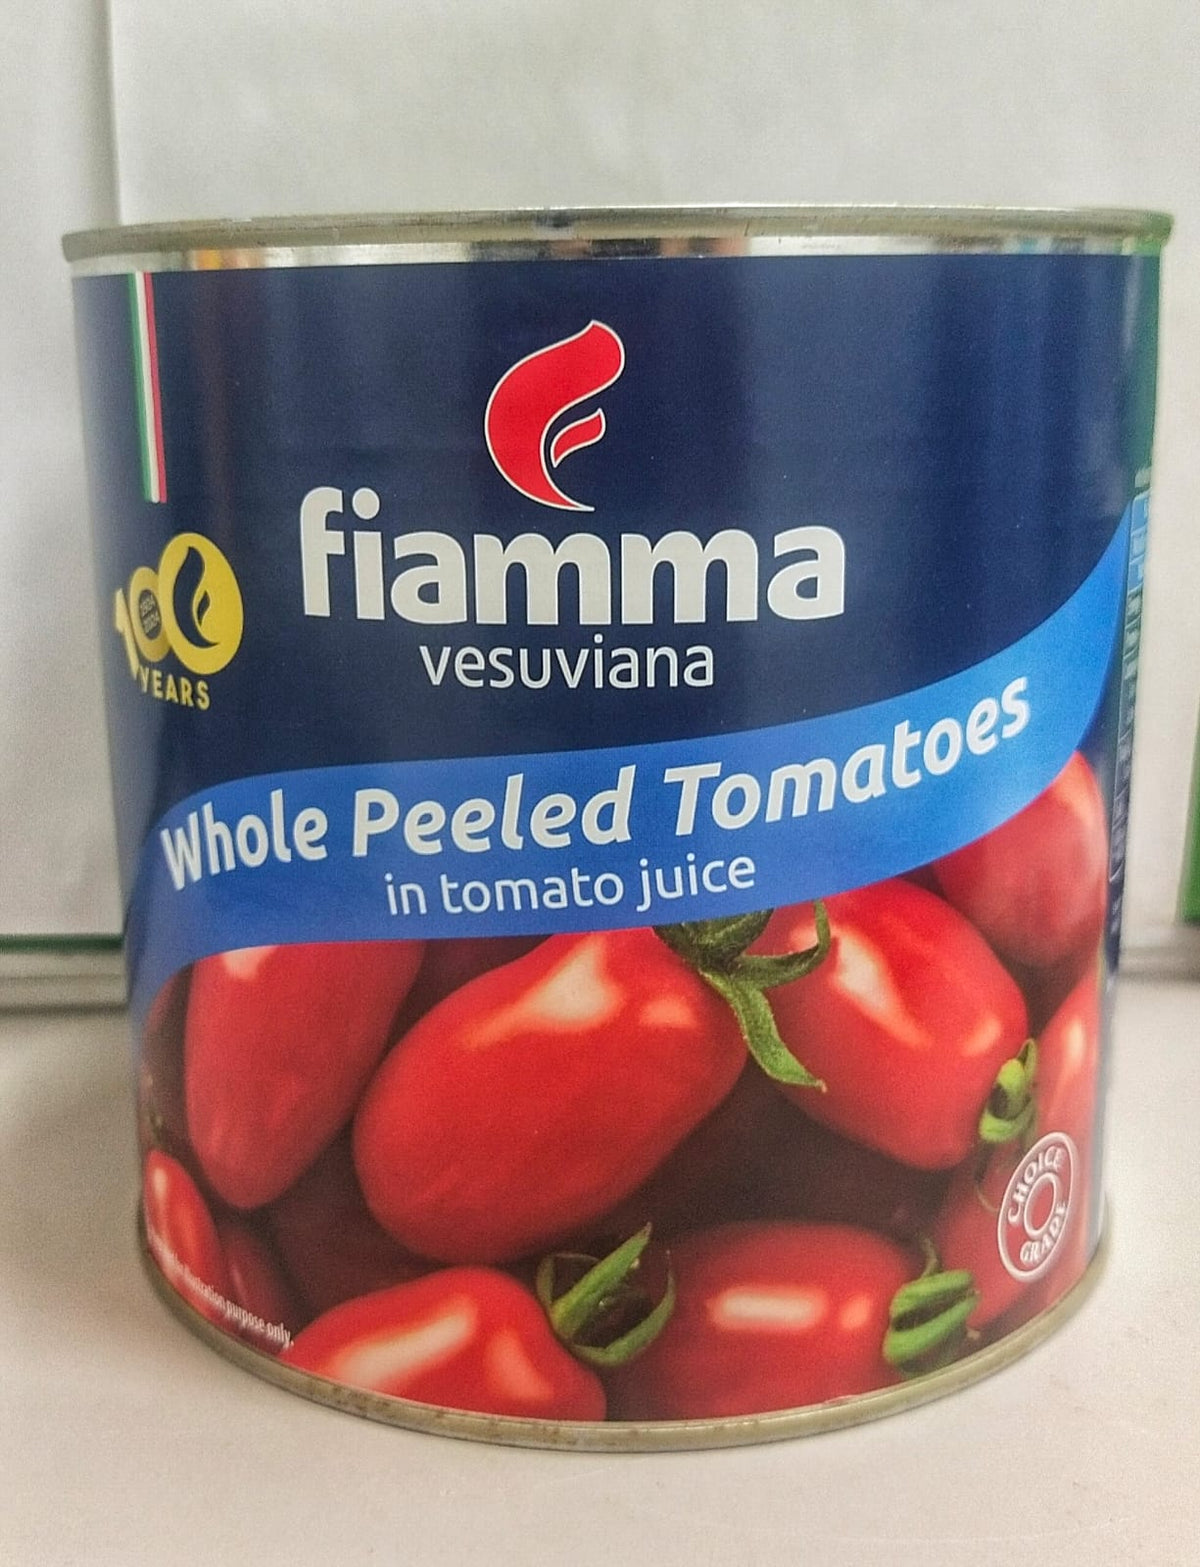 fiamma
vesuviana
100
YEARS
Whole Peeled Tomatoes
in tomato juice
CHOICE
GRADE
illustration purpose only.